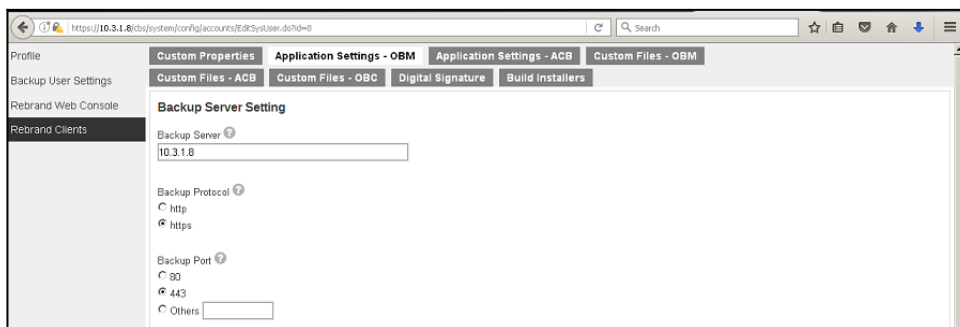 https://10.3.1.8/cbs/system/config/accounts/EditSysUser.do?id=0
Search
Profile
Backup User Settings
Rebrand Web Console
Rebrand Clients
Custom Properties Application Settings - OBM Application Settings - ACB Custom Files - OBM
Custom Files - ACB Custom Files - OBC Digital Signature Build Installers
Backup Server Setting
Backup Server ?
10.3.1.8
Backup Protocol ?
http
https
Backup Port ?
80
443
Others